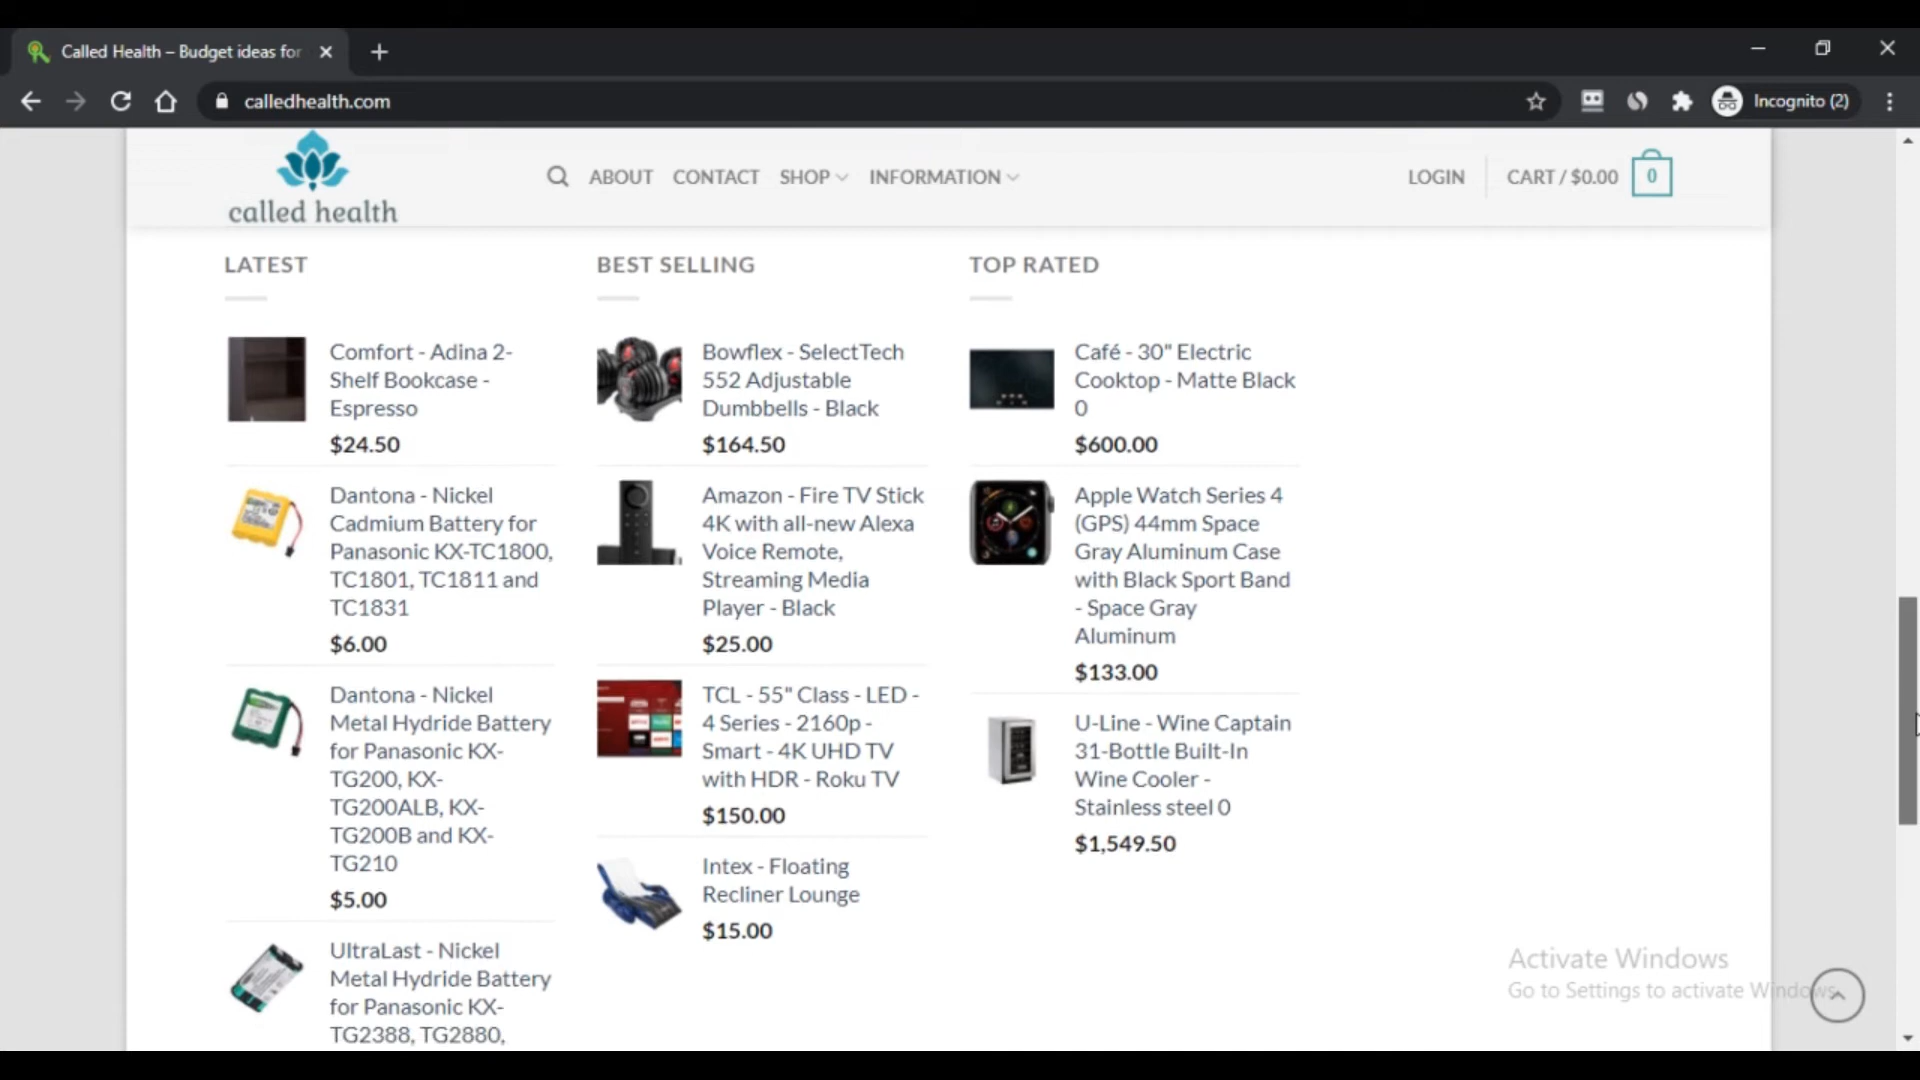 Called Health – Budget ideas for
calledhealth.com
Incognito (2)
called health
ABOUT
CONTACT
SHOP
INFORMATION
LOGIN
CART / $0.00
0
LATEST
Comfort - Adina 2-
Shelf Bookcase -
Espresso
$24.50
Dantona - Nickel
Cadmium Battery for
Panasonic KX-TC1800,
TC1801, TC1811 and
TC1831
$6.00
Dantona - Nickel
Metal Hydride Battery
for Panasonic KX-
TG200, KX-
TG200ALB, KX-
TG200B and KX-
TG210
$5.00
UltraLast - Nickel
Metal Hydride Battery
for Panasonic KX-
TG2388, TG2880,
BEST SELLING
Bowflex - SelectTech
552 Adjustable
Dumbbells - Black
$164.50
Amazon - Fire TV Stick
4K with all-new Alexa
Voice Remote,
Streaming Media
Player - Black
$25.00
TCL - 55" Class - LED -
4 Series - 2160p -
Smart - 4K UHD TV
with HDR - Roku TV
$150.00
Intex - Floating
Recliner Lounge
$15.00
TOP RATED
Café - 30" Electric
Cooktop - Matte Black
0
$600.00
Apple Watch Series 4
(GPS) 44mm Space
Gray Aluminum Case
with Black Sport Band
- Space Gray
Aluminum
$133.00
U-Line - Wine Captain
31-Bottle Built-In
Wine Cooler -
Stainless steel 0
$1,549.50
Activate Windows
Go to Settings to activate Windows.